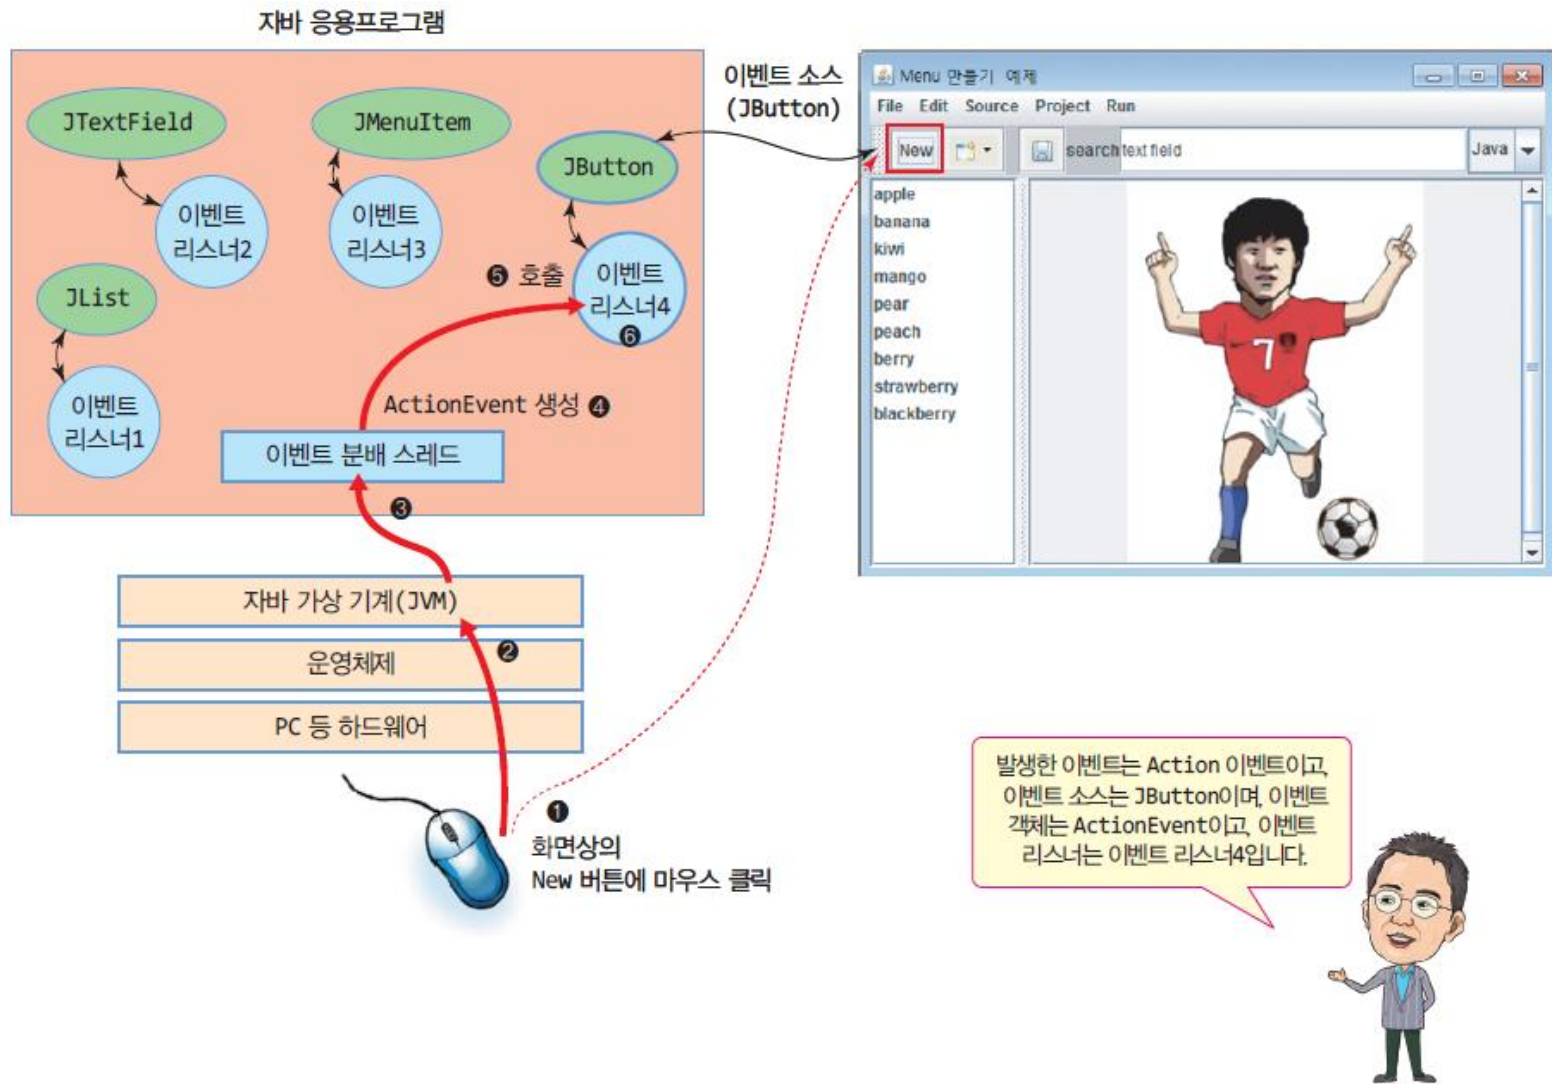 자바 응용프로그램
JTextField
이벤트
리스너2
JMenuItem
이벤트
리스너3
JButton
❺ 호출
이벤트
리스너4
❻
JList
이벤트
리스너1
ActionEvent 생성 ❹
이벤트 분배 스레드
❸
자바 가상 기계(JVM)
❷
운영체제
PC 등 하드웨어
❶
화면상의
New 버튼에 마우스 클릭
이벤트 소스
(JButton)
Menu 만들기 예제
File Edit Source Project Run
New
search text field
Java
apple
banana
kiwi
mango
pear
peach
berry
strawberry
blackberry
7
발생한 이벤트는 Action 이벤트이고,
이벤트 소스는 JButton이며, 이벤트
객체는 ActionEvent이고, 이벤트
리스너는 이벤트 리스너4입니다.